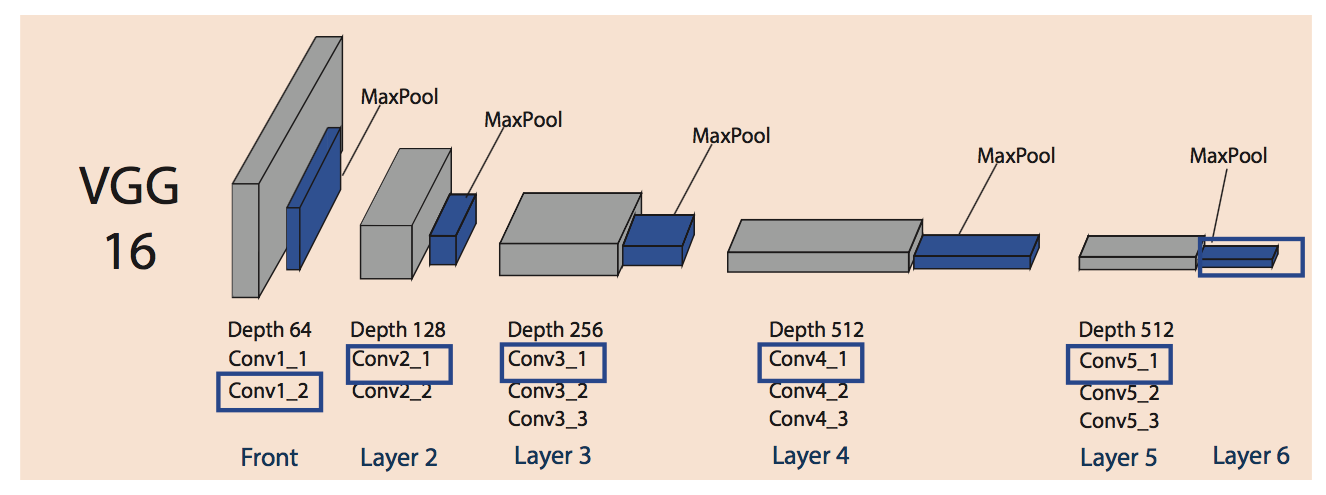 VGG
16
MaxPool
MaxPool
MaxPool
MaxPool
MaxPool
Depth 64
Conv1_1
Conv1_2
Front
Depth 128
Conv2_1
Conv2_2
Layer 2
Depth 256
Conv3_1
Conv3_2
Conv3_3
Layer 3
Depth 512
Conv4_1
Conv4_2
Conv4_3
Layer 4
Depth 512
Conv5_1
Conv5_2
Conv5_3
Layer 5
Layer 6